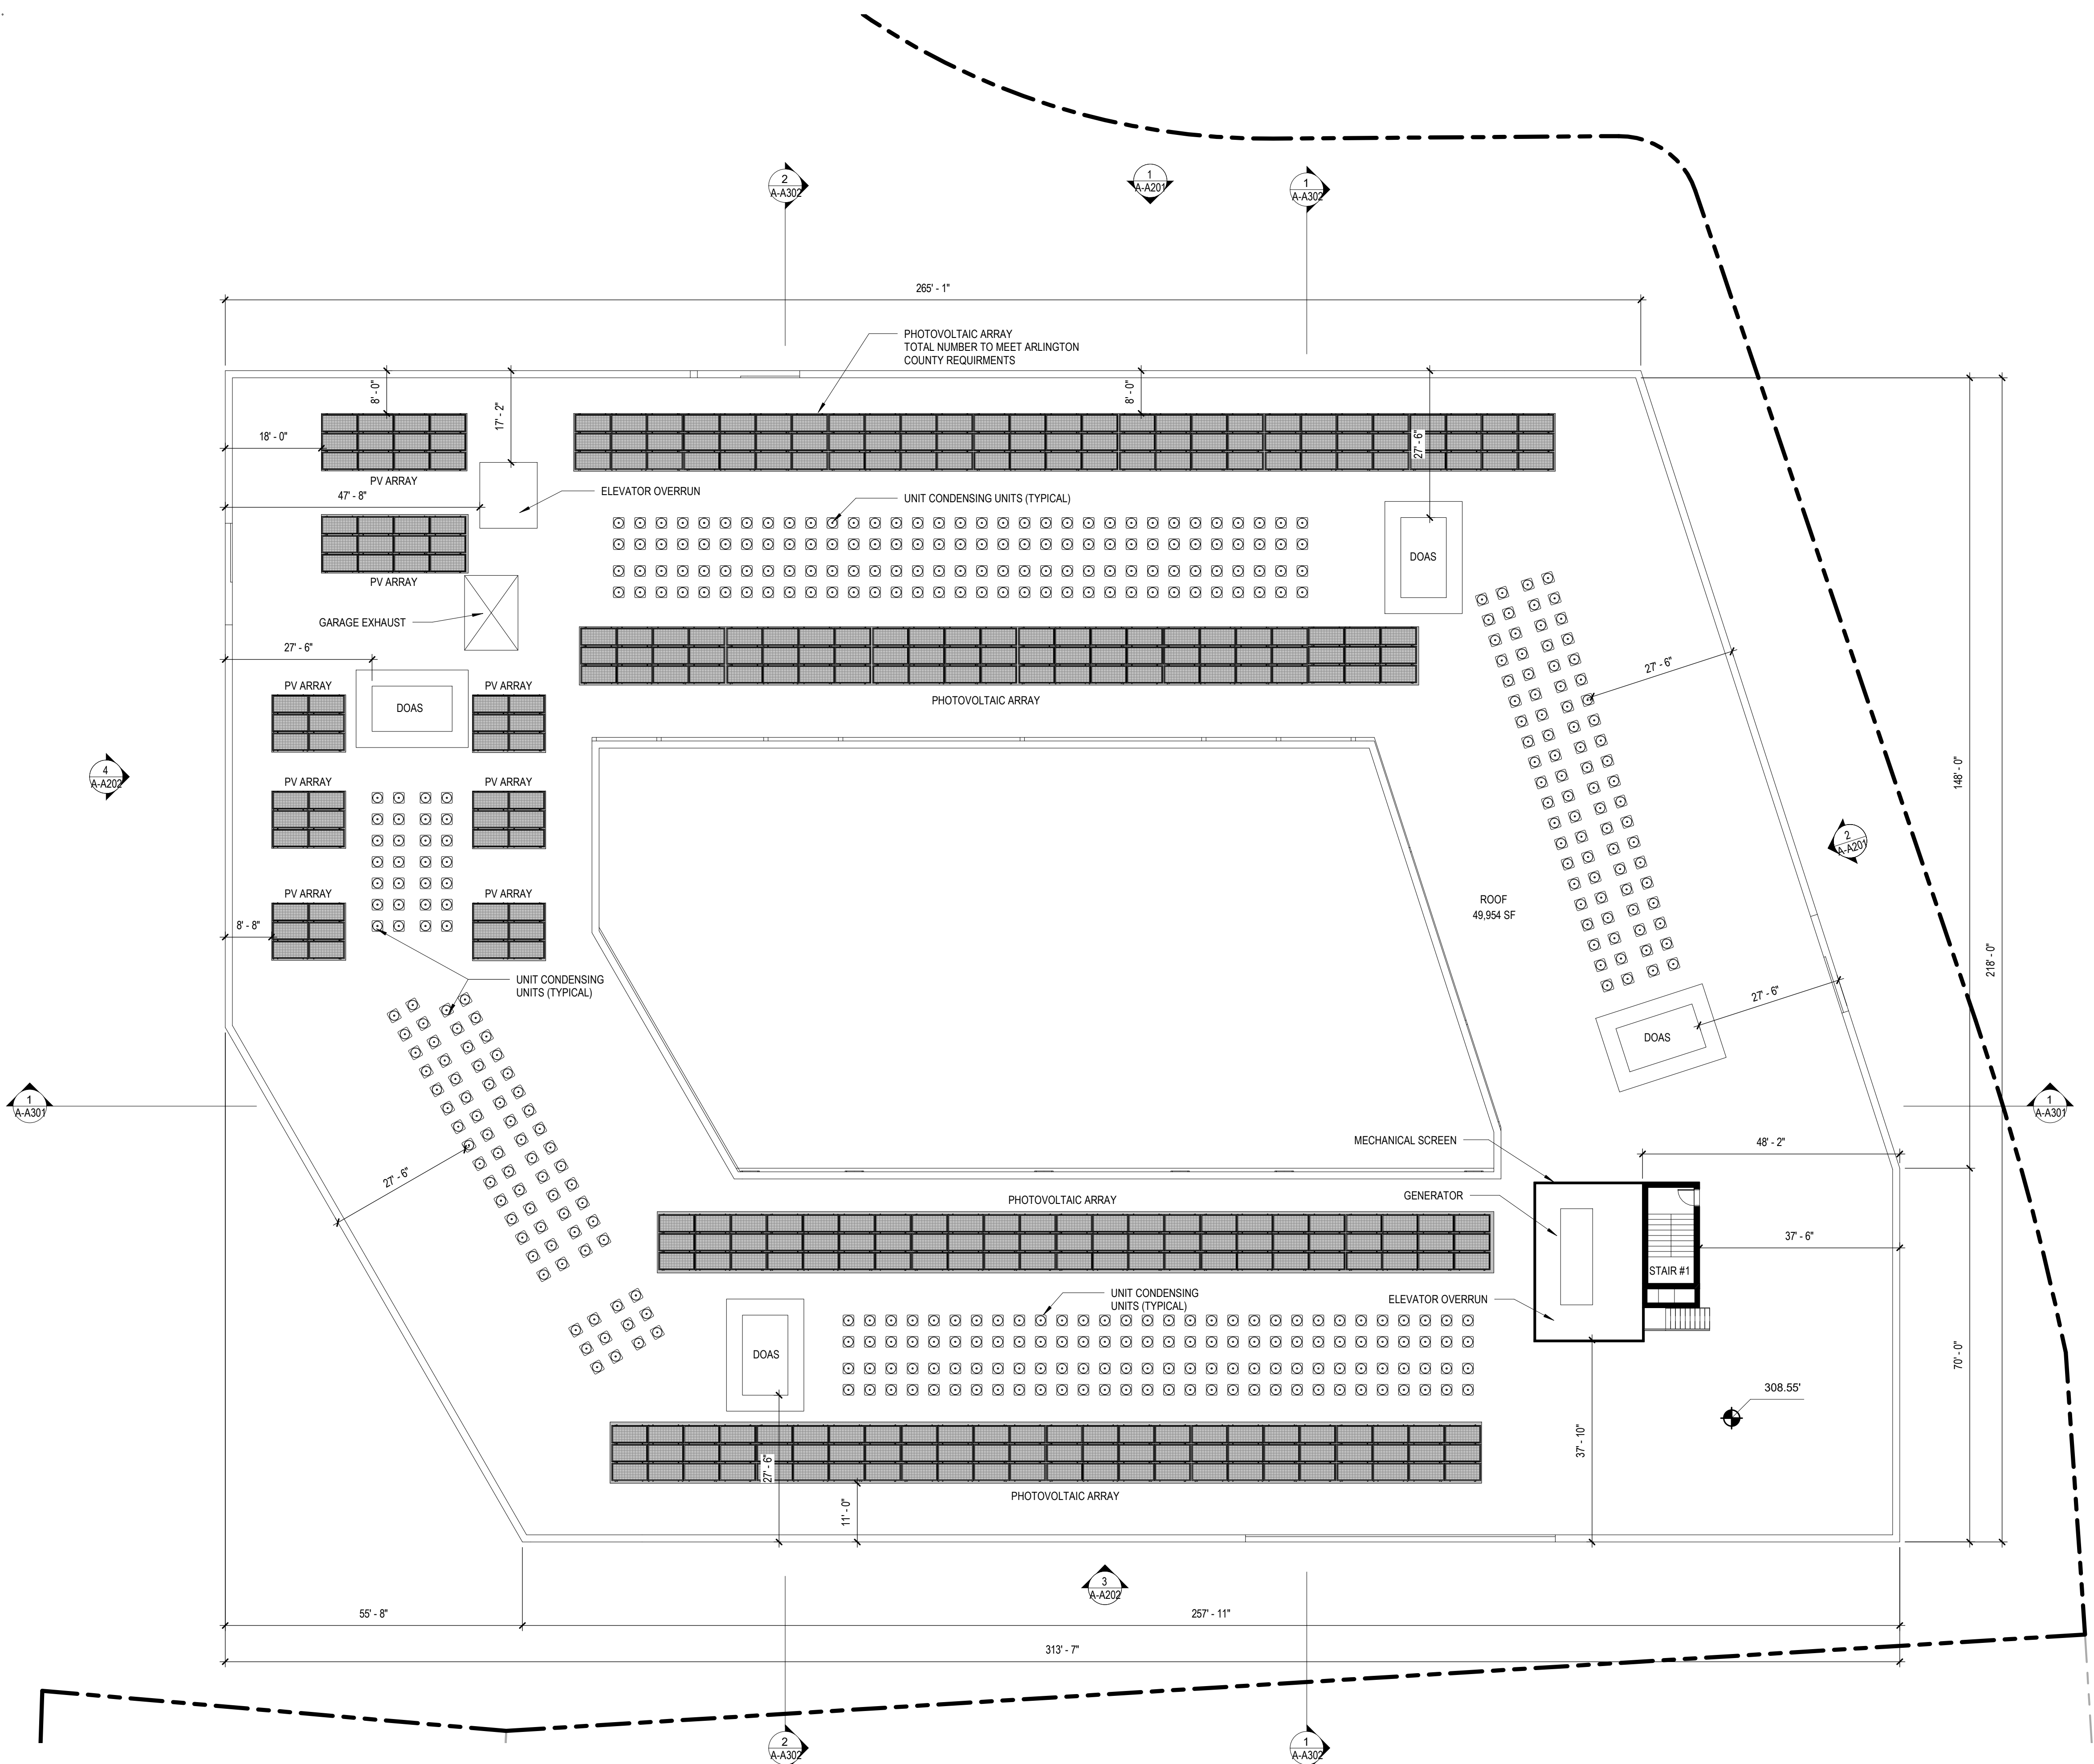 2
A-A302
1
A-A201
1
A-A302
265' - 1"
PHOTOVOLTAIC ARRAY
TOTAL NUMBER TO MEET ARLINGTON
COUNTY REQUIRMENTS
8' - 0"
17' - 2"
8' - 0"
27' - 6"
18' - 0"
PV ARRAY
47' - 8"
ELEVATOR OVERRUN
UNIT CONDENSING UNITS (TYPICAL)
DOAS
PV ARRAY
GARAGE EXHAUST
27' - 6"
27' - 6"
PV ARRAY
PV ARRAY
DOAS
PHOTOVOLTAIC ARRAY
4
A-A202
PV ARRAY
PV ARRAY
148' - 0"
2
A-A201
PV ARRAY
PV ARRAY
ROOF
49,954 SF
8' - 8"
218' - 0"
UNIT CONDENSING
UNITS (TYPICAL)
27' - 6"
DOAS
1
A-A301
1
A-A301
MECHANICAL SCREEN
48' - 2"
27' - 6"
PHOTOVOLTAIC ARRAY
GENERATOR
37' - 6"
STAIR #1
UNIT CONDENSING
UNITS (TYPICAL)
ELEVATOR OVERRUN
DOAS
70' - 0"
308.55'
37' - 10"
27' - 6"
PHOTOVOLTAIC ARRAY
11' - 0"
3
A-A202
55' - 8"
257' - 11"
313' - 7"
2
A-A302
1
A-A302